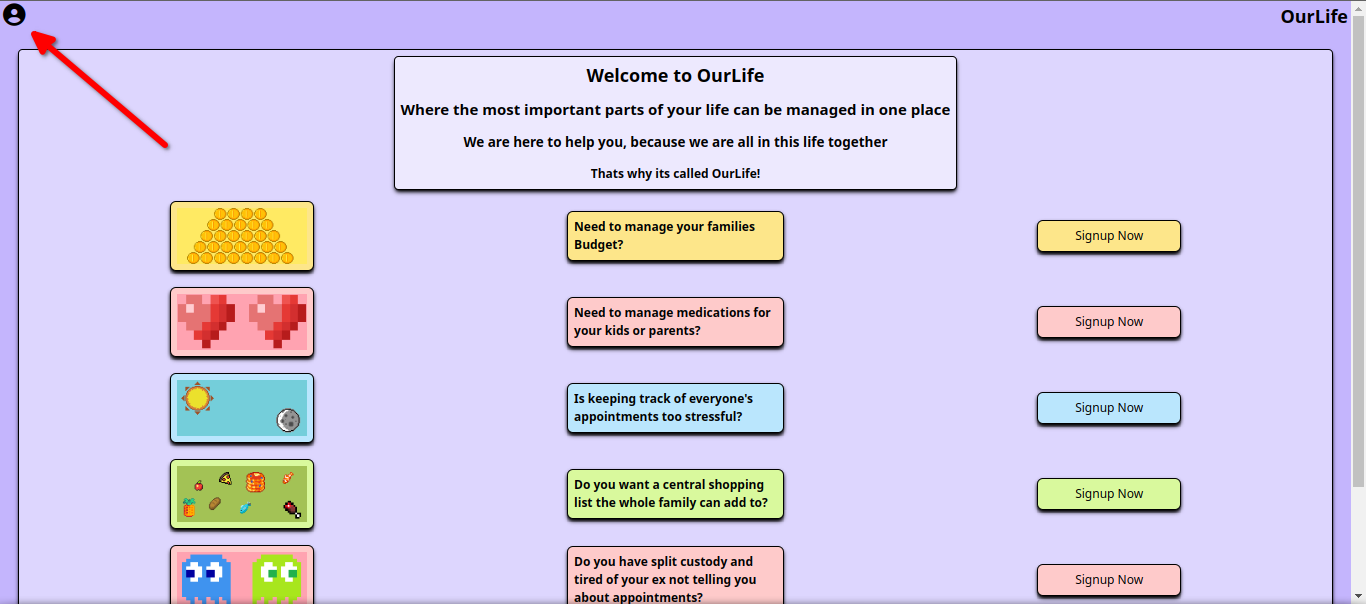 OurLife
Welcome to OurLife
Where the most important parts of your life can be managed in one place
We are here to help you, because we are all in this life together
Thats why its called OurLife!
Need to manage your families
Budget?
Signup Now
Need to manage medications for
your kids or parents?
Signup Now
Is keeping track of everyone's
appointments too stressful?
Signup Now
Do you want a central shopping
list the whole family can add to?
Signup Now
Do you have split custody and
tired of your ex not telling you
about appointments?
Signup Now